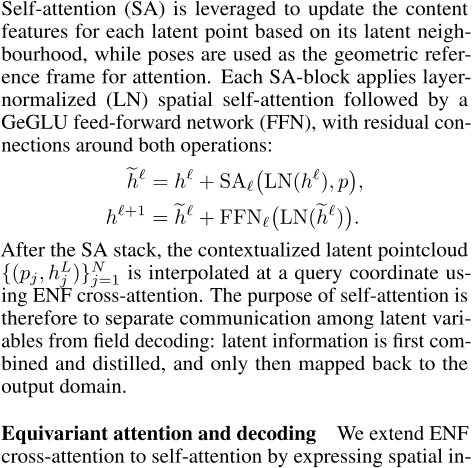 Self-attention (SA) is leveraged to update the content
features for each latent point based on its latent neigh-
bourhood, while poses are used as the geometric refer-
ence frame for attention. Each SA-block applies layer-
normalized (LN) spatial self-attention followed by a
GeGLU feed-forward network (FFN), with residual con-
nections around both operations:
h̃^ℓ = h^ℓ + SA_ℓ(LN(h^ℓ), p),
h^{ℓ+1} = h̃^ℓ + FFN_ℓ(LN(h̃^ℓ)).
After the SA stack, the contextualized latent pointcloud
{(p_j, h_j^L)}_{j=1}^N is interpolated at a query coordinate us-
ing ENF cross-attention. The purpose of self-attention is
therefore to separate communication among latent vari-
ables from field decoding: latent information is first com-
bined and distilled, and only then mapped back to the
output domain.
Equivariant attention and decoding We extend ENF
cross-attention to self-attention by expressing spatial in-